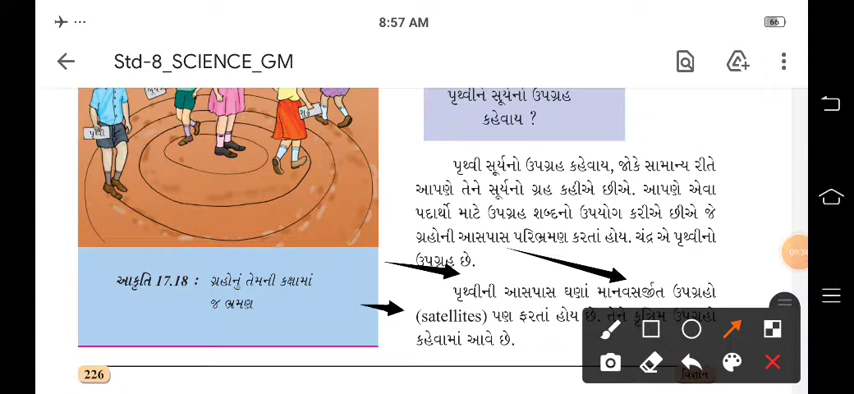 8:57 AM
66
Std-8_SCIENCE_GM
પૃથ્વીને સૂર્યનો ઉપગ્રહ
કહેવાય ?
પૃથ્વી સૂર્યનો ઉપગ્રહ કહેવાય, જોકે સામાન્ય રીતે
આપણે તેને સૂર્યનો ગ્રહ કહીએ છીએ. આપણે એવા
પદાર્થો માટે ઉપગ્રહ શબ્દનો ઉપયોગ કરીએ છીએ જે
ગ્રહોની આસપાસ પરિભ્રમણ કરતાં હોય. ચંદ્ર એ પૃથ્વીનો
ઉપગ્રહ છે.
આકૃતિ 17.18 : ગ્રહોનું તેમની કક્ષામાં
જ ભ્રમણ
પૃથ્વીની આસપાસ ઘણાં માનવસર્જીત ઉપગ્રહો
(satellites) પણ ફરતાં હોય છે. તેને કૃત્રિમ ઉપગ્રહો
કહેવામાં આવે છે.
226
વિજ્ઞાન